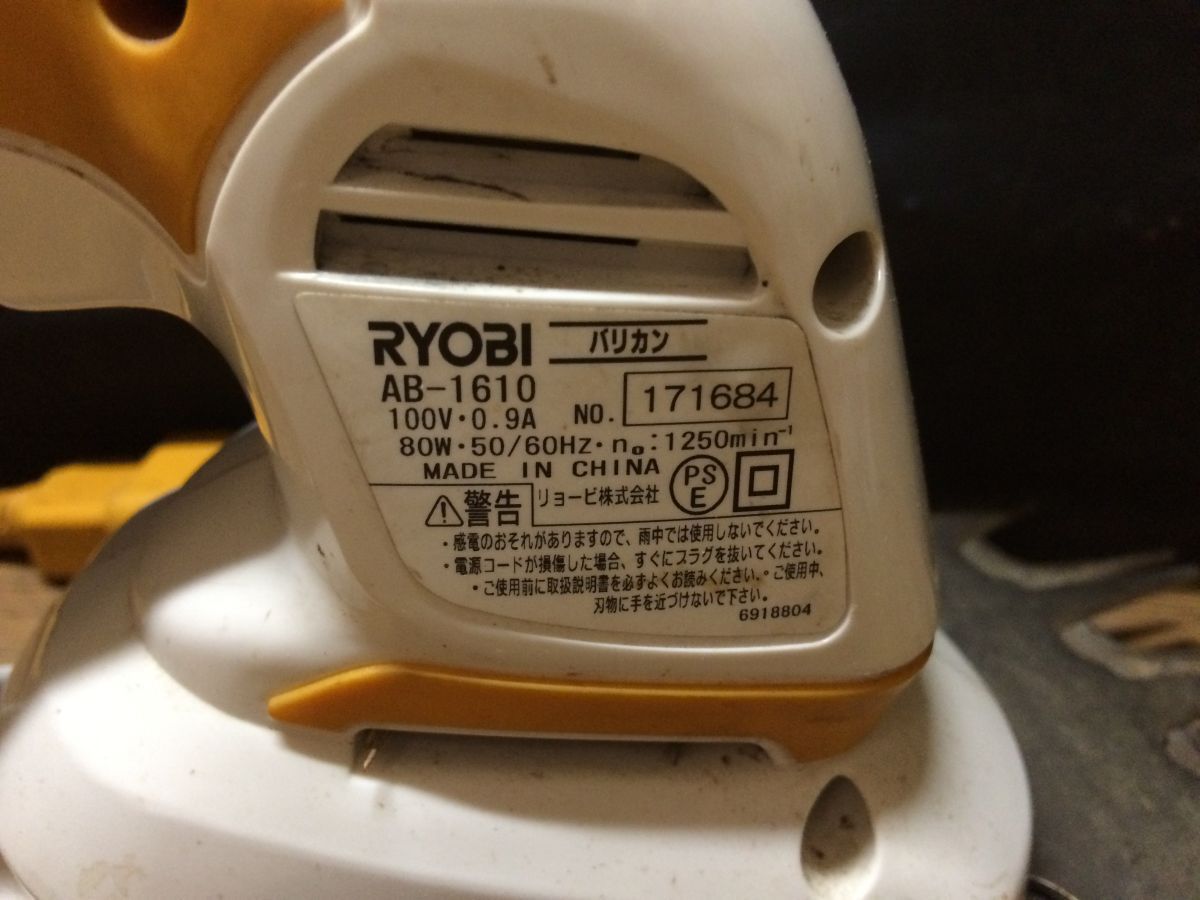 RYOBI バリカン
AB-1610
100V・0.9A NO. 171684
80W・50/60Hz・n₀:1250min⁻¹
MADE IN CHINA
PSE
警告 リョービ株式会社
・感電のおそれがありますので、雨中では使用しないでください。
・電源コードが損傷した場合、すぐにプラグを抜いてください。
・ご使用前に取扱説明書を必ずよくお読みください。・ご使用中、
刃物に手を近づけないで下さい。
6918804